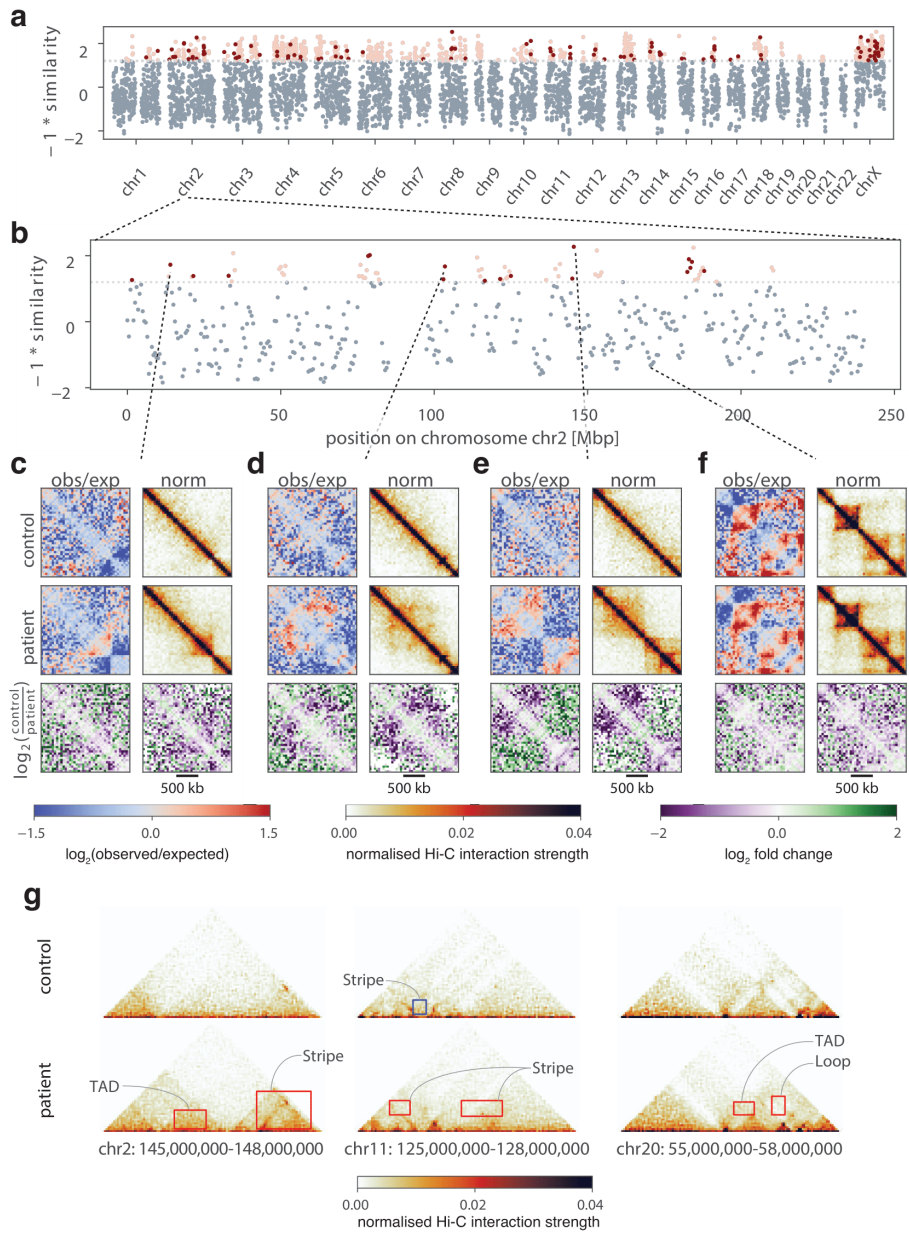 a
− 1 * similarity
2
0
−2
chr1 chr2 chr3 chr4 chr5 chr6 chr7 chr8 chr9 chr10 chr11 chr12 chr13 chr14 chr15 chr16 chr17 chr18 chr19 chr20 chr21 chr22 chrX
b
− 1 * similarity
2
0
−2
0 50 100 150 200 250
position on chromosome chr2 [Mbp]
c d e f
obs/exp norm obs/exp norm obs/exp norm obs/exp norm
control
patient
log2(control/patient)
500 kb 500 kb 500 kb 500 kb
−1.5 0.0 1.5 0.00 0.02 0.04 −2 0.0 2
log2(observed/expected) normalised Hi-C interaction strength log2 fold change
g
control
Stripe
patient
TAD Stripe Stripe TAD
Loop
chr2: 145,000,000-148,000,000 chr11: 125,000,000-128,000,000 chr20: 55,000,000-58,000,000
0.00 0.02 0.04
normalised Hi-C interaction strength